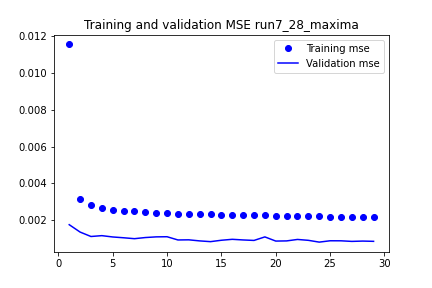 Training and validation MSE run7_28_maxima
0.012
0.010
0.008
0.006
0.004
0.002
0 5 10 15 20 25 30
Training mse
Validation mse